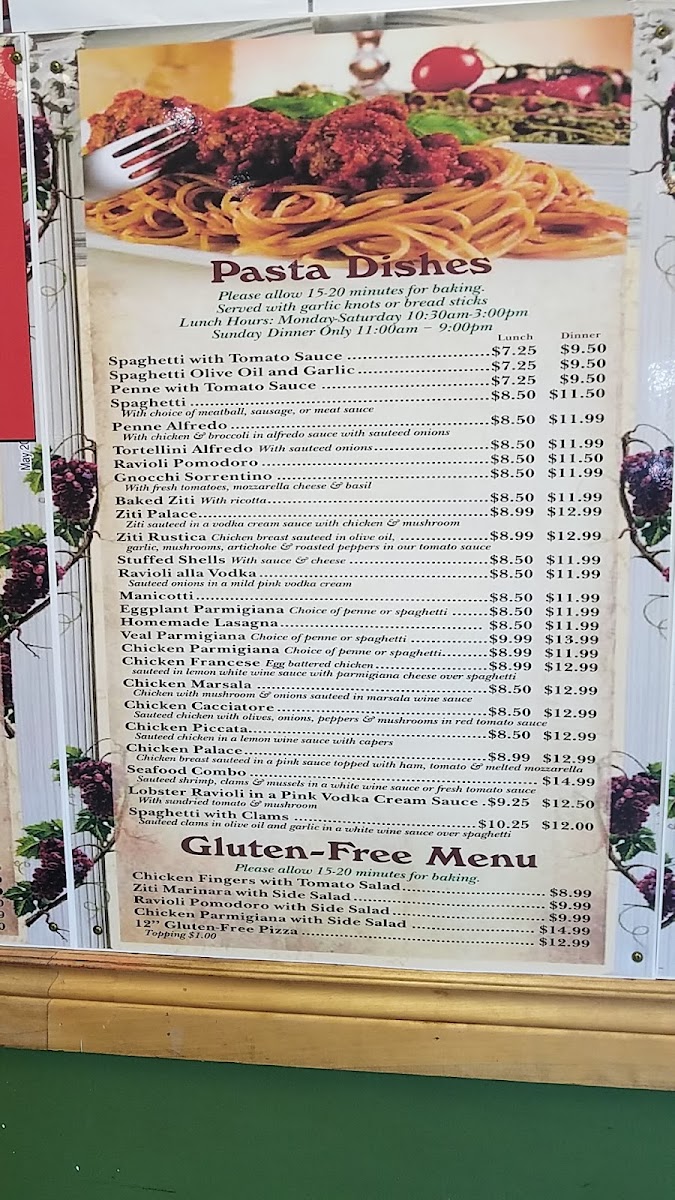 Pasta Dishes
Please allow 15-20 minutes for baking.
Served with garlic knots or bread sticks
Lunch Hours: Monday-Saturday 10:30am-3:00pm
Sunday Dinner Only 11:00am – 9:00pm
Lunch Dinner
Spaghetti with Tomato Sauce $7.25 $9.50
Spaghetti Olive Oil and Garlic $7.25 $9.50
Penne with Tomato Sauce $7.25 $9.50
Spaghetti $8.50 $11.50
With choice of meatball, sausage, or meat sauce
Penne Alfredo $8.50 $11.99
With chicken & broccoli in alfredo sauce with sauteed onions
Tortellini Alfredo With sauteed onions $8.50 $11.99
Ravioli Pomodoro $8.50 $11.50
Gnocchi Sorrentino $8.50 $11.99
With fresh tomatoes, mozzarella cheese & basil
Baked Ziti With ricotta $8.50 $11.99
Ziti Palace $8.99 $12.99
Ziti sauteed in a vodka cream sauce with chicken & mushroom
Ziti Rustica Chicken breast sauteed in olive oil, $8.99 $12.99
garlic, mushrooms, artichoke & roasted peppers in our tomato sauce
Stuffed Shells With sauce & cheese $8.50 $11.99
Ravioli alla Vodka $8.50 $11.99
Sauteed onions in a mild pink vodka cream
Manicotti $8.50 $11.99
Eggplant Parmigiana Choice of penne or spaghetti $8.50 $11.99
Homemade Lasagna $8.50 $11.99
Veal Parmigiana Choice of penne or spaghetti $9.99 $13.99
Chicken Parmigiana Choice of penne or spaghetti $8.99 $11.99
Chicken Francese Egg battered chicken $8.99 $12.99
sauteed in lemon white wine sauce with parmigiana cheese over spaghetti
Chicken Marsala $8.50 $12.99
Chicken with mushroom & onions sauteed in marsala wine sauce
Chicken Cacciatore $8.50 $12.99
Sauteed chicken with olives, onions, peppers & mushrooms in red tomato sauce
Chicken Piccata $8.50 $12.99
Sauteed chicken in a lemon wine sauce with capers
Chicken Palace $8.99 $12.99
Chicken breast sauteed in a pink sauce topped with ham, tomato & melted mozzarella
Seafood Combo $14.99
Sauteed shrimp, clams & mussels in a white wine sauce or fresh tomato sauce
Lobster Ravioli in a Pink Vodka Cream Sauce $9.25 $12.50
With sundried tomato & mushroom
Spaghetti with Clams $10.25 $12.00
Sauteed clams in olive oil and garlic in a white wine sauce over spaghetti
Gluten-Free Menu
Please allow 15-20 minutes for baking.
Chicken Fingers with Tomato Salad $8.99
Ziti Marinara with Side Salad $9.99
Ravioli Pomodoro with Side Salad $9.99
Chicken Parmigiana with Side Salad $14.99
12" Gluten-Free Pizza $12.99
Topping $1.00